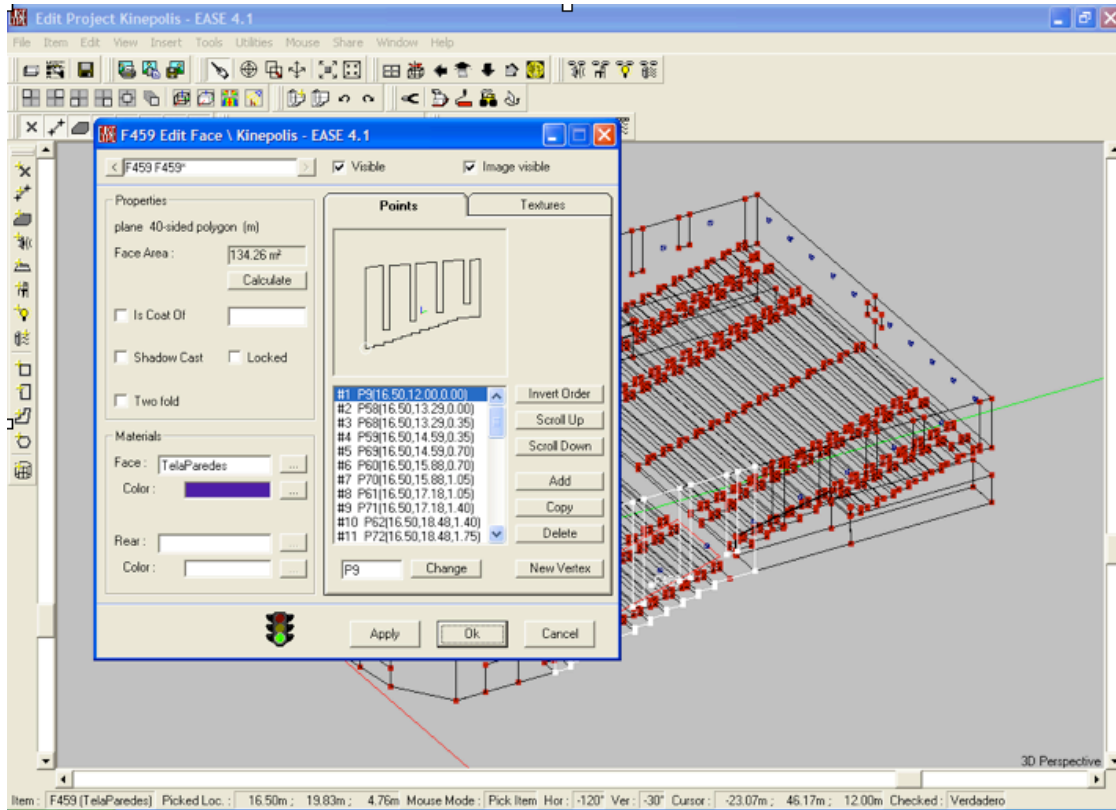 Edit Project Kinepolis - EASE 4.1
File Item Edit View Insert Tools Utilities Mouse Share Window Help
F459 Edit Face \ Kinepolis - EASE 4.1
< F459 F459" >
Visible
Image visible
Properties
plane 40-sided polygon (m)
Face Area : 134.26 m²
Calculate
Is Coat Of
Shadow Cast
Locked
Two fold
Materials
Face : TelaParedes ...
Color : ...
Rear : ...
Color : ...
Points
Textures
#1 P9(16.50,12.00,0.00)
#2 P58(16.50,13.29,0.00)
#3 P68(16.50,13.29,0.35)
#4 P59(16.50,14.59,0.35)
#5 P69(16.50,14.59,0.70)
#6 P60(16.50,15.88,0.70)
#7 P70(16.50,15.88,1.05)
#8 P61(16.50,17.18,1.05)
#9 P71(16.50,17.18,1.40)
#10 P62(16.50,18.48,1.40)
#11 P72(16.50,18.48,1.75)
Invert Order
Scroll Up
Scroll Down
Add
Copy
Delete
P9
Change
New Vertex
Apply
Ok
Cancel
3D Perspective
Item : F459 (TelaParedes) Picked Loc. : 16.50m ; 19.83m ; 4.76m Mouse Mode : Pick Item Hor : -120° Ver : -30° Cursor : -23.07m ; 46.17m ; 12.00m Checked : Verdadero